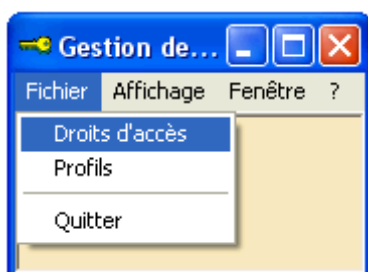 Gestion de...
Fichier Affichage Fenêtre ?
Droits d'accès
Profils
Quitter